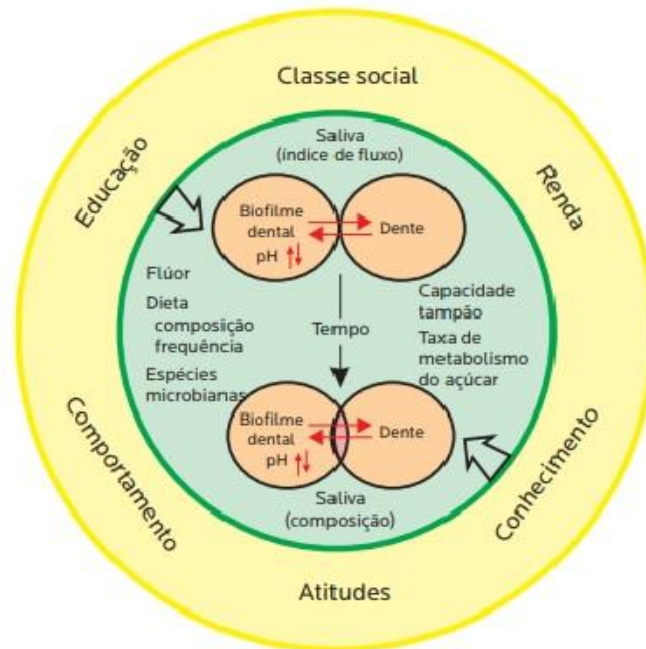 Classe social
Educação
Renda
Saliva
(índice de fluxo)
Biofilme
dental
pH
Dente
Flúor
Dieta
composição
frequência
Espécies
microbianas
Tempo
Capacidade
tampão
Taxa de
metabolismo
do açúcar
Biofilme
dental
pH
Dente
Saliva
(composição)
Comportamento
Conhecimento
Atitudes